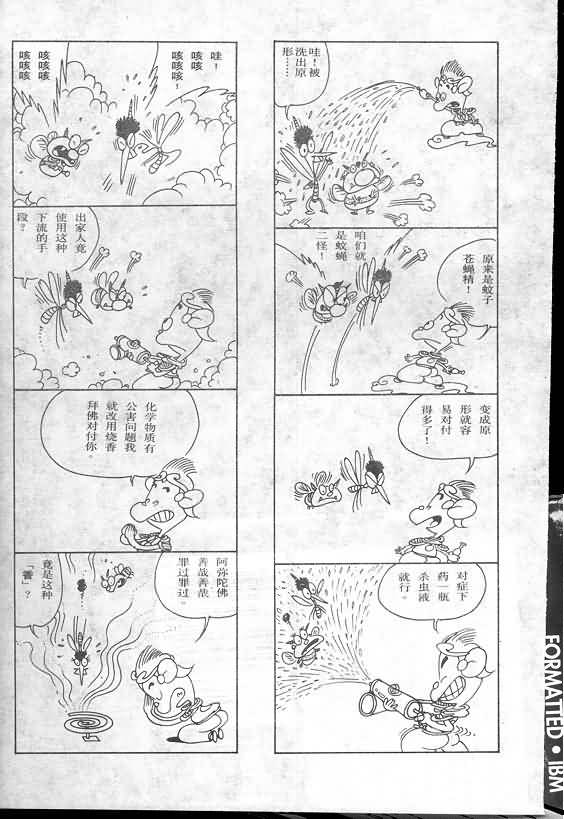 哇！被
洗出原
形……
原来是蚊子
苍蝇精！
咱们就
是蚊蝇
二怪！
变成原
形就容
易对付
得多了！
对症下
药一瓶
杀虫液
就行。
哇！
咳咳咳
咳咳咳！
咳咳咳
咳咳咳
出家人竟
使用这种
下流的手
段？
化学物质有
公害问题我
就改用烧香
拜佛对付你。
阿弥陀佛
善哉善哉
罪过罪过。
竟是这种
「香」？
FORMATTED • IBM